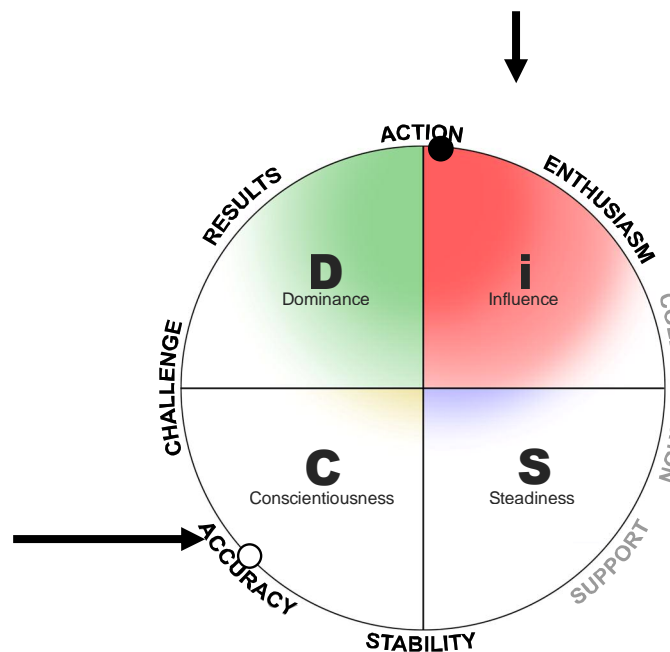 ACTION
RESULTS
ENTHUSIASM
D
Dominance
i
Influence
CHALLENGE
C
Conscientiousness
S
Steadiness
ACCURACY
SUPPORT
STABILITY